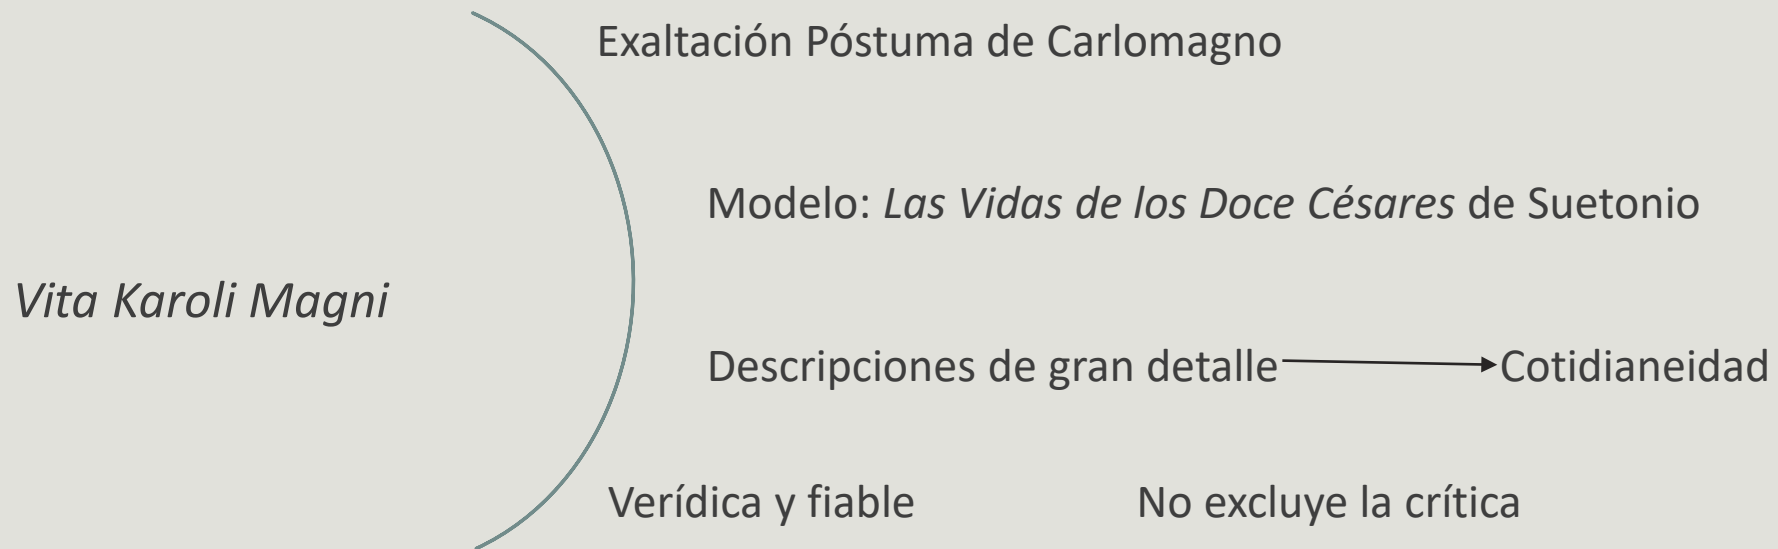 Exaltación Póstuma de Carlomagno
Modelo: Las Vidas de los Doce Césares de Suetonio
Vita Karoli Magni
Descripciones de gran detalle Cotidianeidad
Verídica y fiable No excluye la crítica